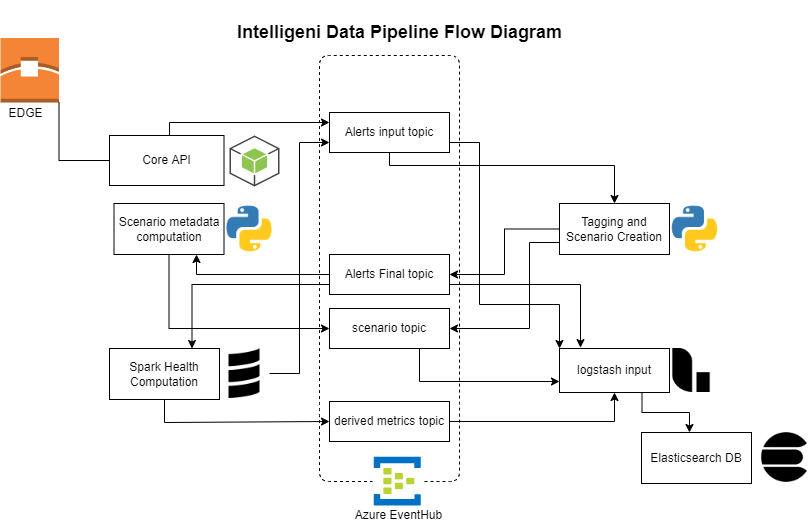 Intelligeni Data Pipeline Flow Diagram
EDGE
Alerts input topic
Core API
Scenario metadata
computation
Tagging and
Scenario Creation
Alerts Final topic
scenario topic
Spark Health
Computation
logstash input
derived metrics topic
Elasticsearch DB
Azure EventHub